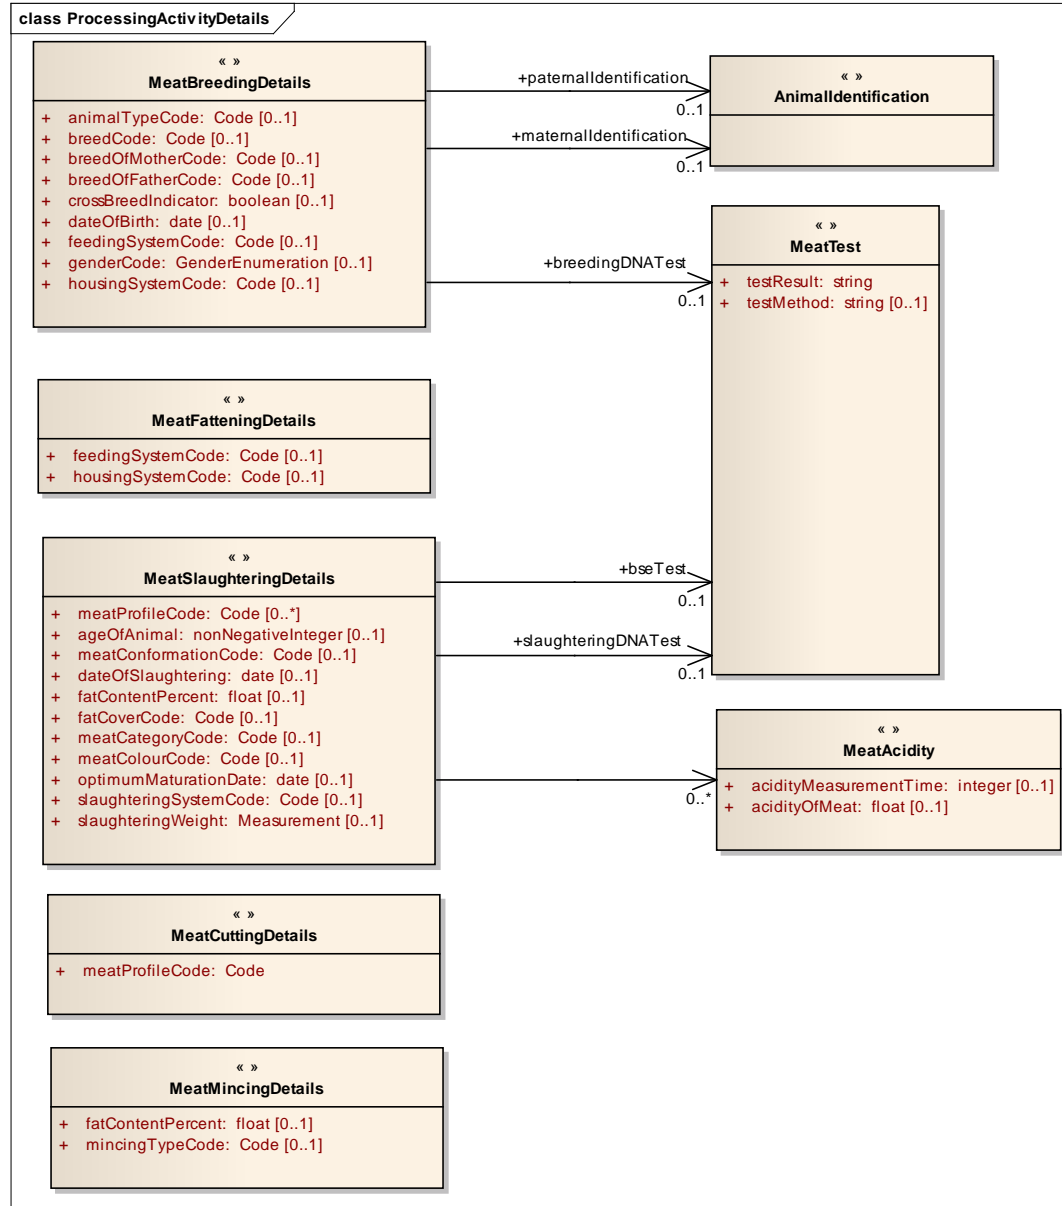 class ProcessingActivityDetails
« »
MeatBreedingDetails
+ animalTypeCode: Code [0..1]
+ breedCode: Code [0..1]
+ breedOfMotherCode: Code [0..1]
+ breedOfFatherCode: Code [0..1]
+ crossBreedIndicator: boolean [0..1]
+ dateOfBirth: date [0..1]
+ feedingSystemCode: Code [0..1]
+ genderCode: GenderEnumeration [0..1]
+ housingSystemCode: Code [0..1]
+paternalIdentification
0..1
+maternalIdentification
0..1
« »
AnimalIdentification
+breedingDNATest
0..1
« »
MeatTest
+ testResult: string
+ testMethod: string [0..1]
« »
MeatFatteningDetails
+ feedingSystemCode: Code [0..1]
+ housingSystemCode: Code [0..1]
« »
MeatSlaughteringDetails
+ meatProfileCode: Code [0..*]
+ ageOfAnimal: nonNegativeInteger [0..1]
+ meatConformationCode: Code [0..1]
+ dateOfSlaughtering: date [0..1]
+ fatContentPercent: float [0..1]
+ fatCoverCode: Code [0..1]
+ meatCategoryCode: Code [0..1]
+ meatColourCode: Code [0..1]
+ optimumMaturationDate: date [0..1]
+ slaughteringSystemCode: Code [0..1]
+ slaughteringWeight: Measurement [0..1]
+bseTest
0..1
+slaughteringDNATest
0..1
0..*
« »
MeatAcidity
+ acidityMeasurementTime: integer [0..1]
+ acidityOfMeat: float [0..1]
« »
MeatCuttingDetails
+ meatProfileCode: Code
« »
MeatMincingDetails
+ fatContentPercent: float [0..1]
+ mincingTypeCode: Code [0..1]